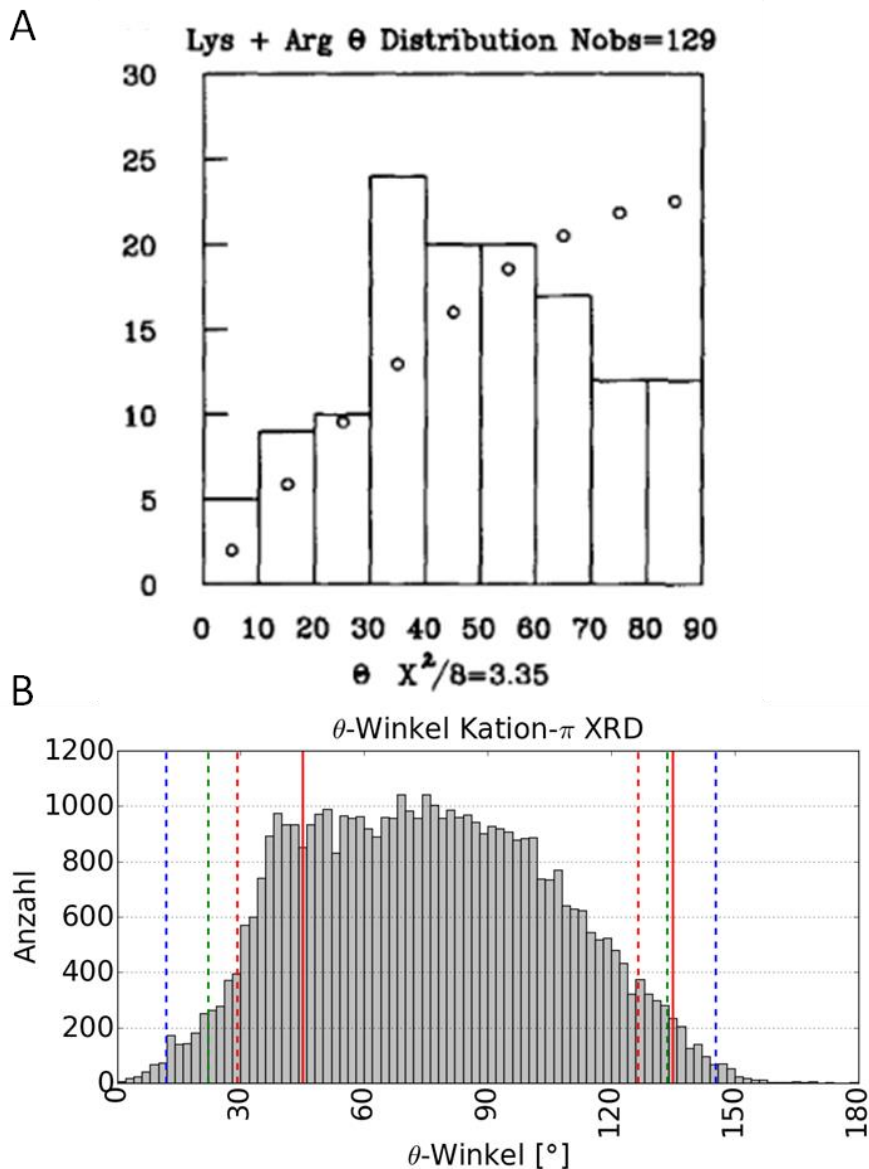 A
Lys + Arg Θ Distribution Nobs=129
30
25
20
15
10
5
0
0 10 20 30 40 50 60 70 80 90
Θ X²/8=3.35
B
θ-Winkel Kation-π XRD
1200
1000
800
600
400
200
0
Anzahl
0 30 60 90 120 150 180
θ-Winkel [°]